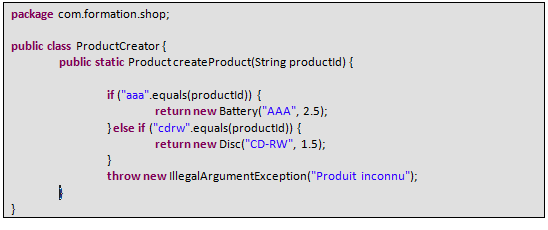 package com.formation.shop;
public class ProductCreator {
public static Product createProduct(String productId) {
if ("aaa".equals(productId)) {
return new Battery("AAA", 2.5);
} else if ("cdrw".equals(productId)) {
return new Disc("CD-RW", 1.5);
}
throw new IllegalArgumentException("Produit inconnu");
}
}